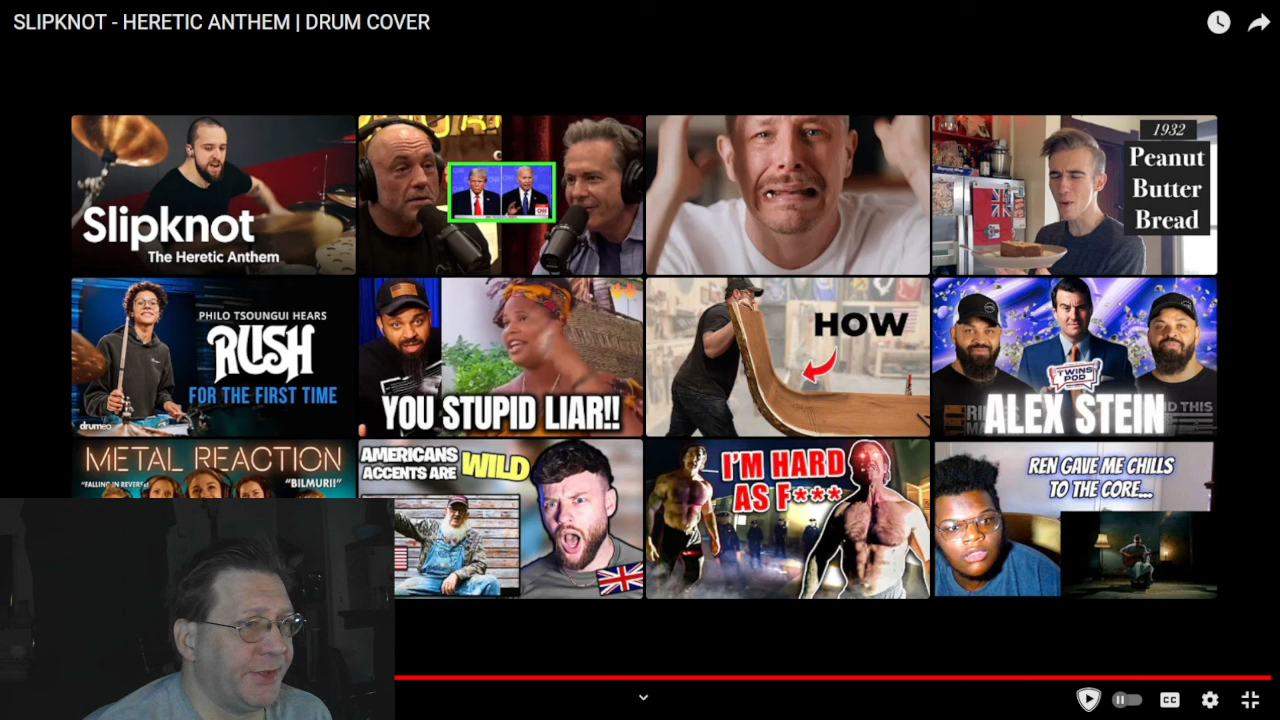 SLIPKNOT - HERETIC ANTHEM | DRUM COVER
Slipknot
The Heretic Anthem
CNN
1932
Peanut
Butter
Bread
PHILO TSOUNGUI HEARS
RUSH
FOR THE FIRST TIME
drumeo
YOU STUPID LIAR!!
HOW
TWINS
POD
ALEX STEIN
METAL REACTION
"FALLING IN REVERSE"
"BILMURI"
AMERICANS
ACCENTS ARE WILD
I'M HARD
AS F***
REN GAVE ME CHILLS
TO THE CORE...
CC